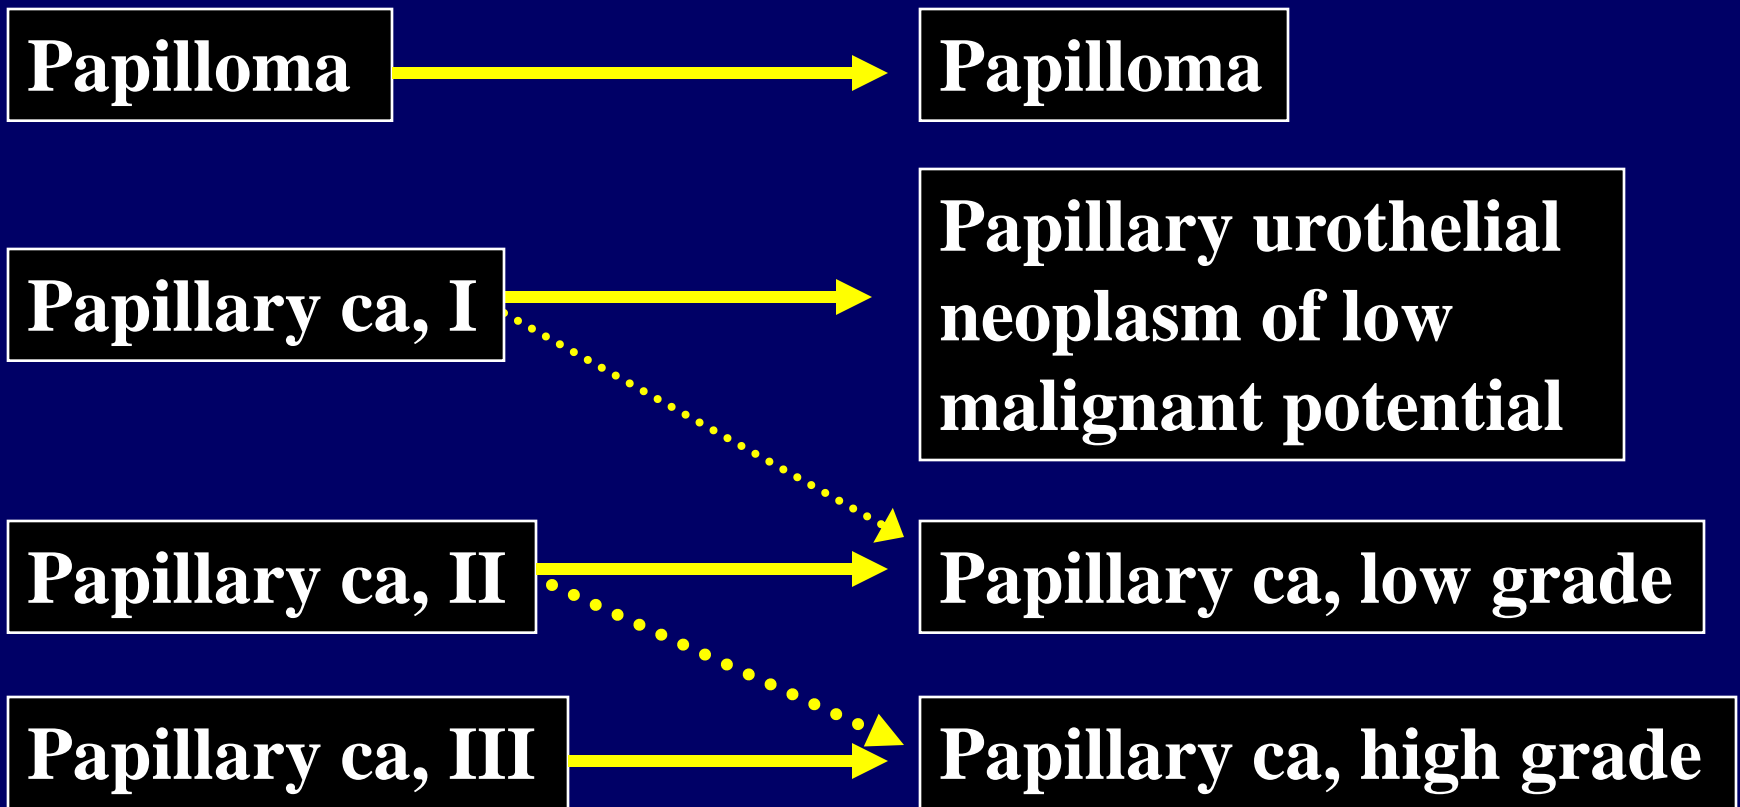 Papilloma
Papilloma
Papillary ca, I
Papillary urothelial
neoplasm of low
malignant potential
Papillary ca, II
Papillary ca, low grade
Papillary ca, III
Papillary ca, high grade